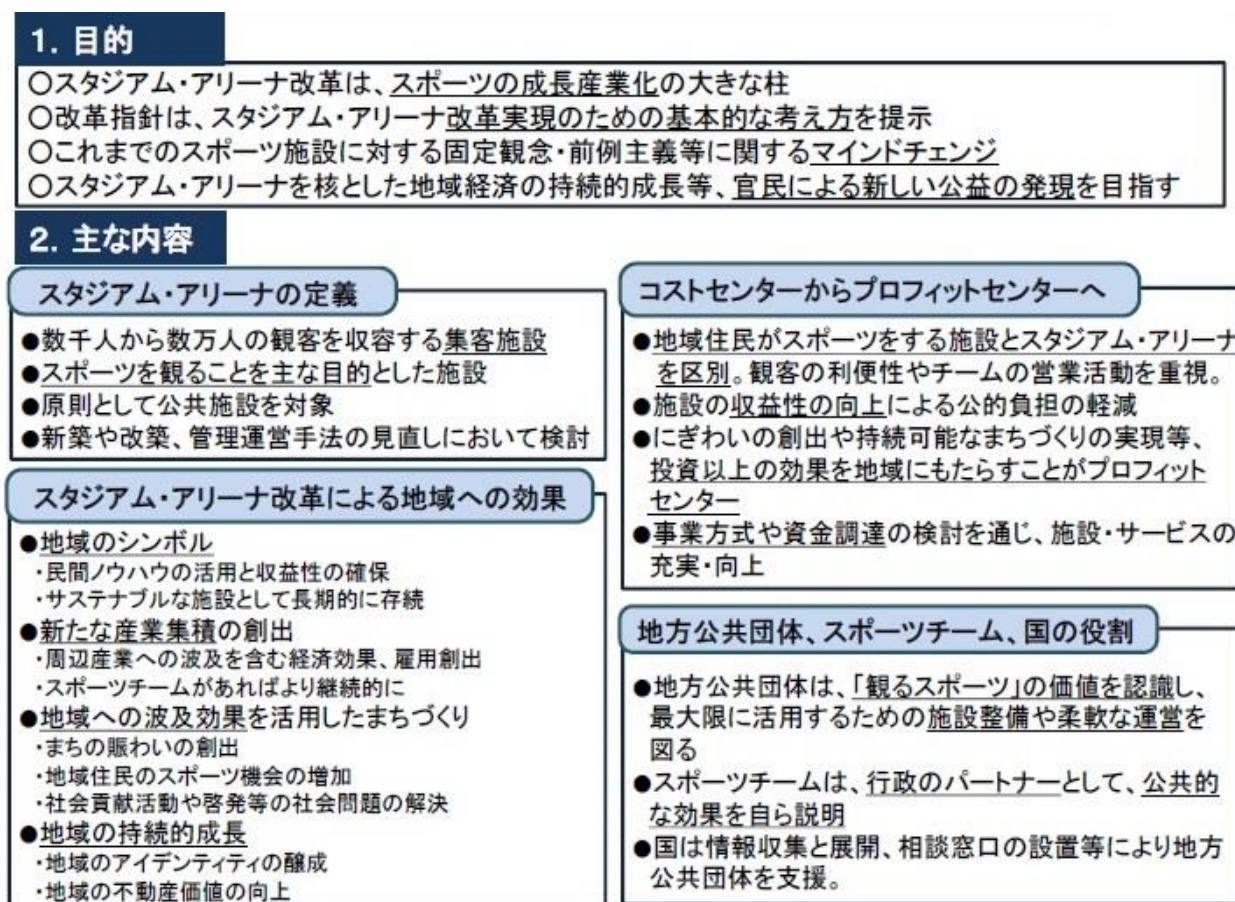 1. 目的
○スタジアム・アリーナ改革は、スポーツの成長産業化の大きな柱
○改革指針は、スタジアム・アリーナ改革実現のための基本的な考え方を提示
○これまでのスポーツ施設に対する固定観念・前例主義等に関するマインドチェンジ
○スタジアム・アリーナを核とした地域経済の持続的成長等、官民による新しい公益の発現を目指す
2. 主な内容
スタジアム・アリーナの定義
●数千人から数万人の観客を収容する集客施設
●スポーツを観ることを主な目的とした施設
●原則として公共施設を対象
●新築や改築、管理運営手法の見直しにおいて検討
スタジアム・アリーナ改革による地域への効果
●地域のシンボル
・民間ノウハウの活用と収益性の確保
・サステナブルな施設として長期的に存続
●新たな産業集積の創出
・周辺産業への波及を含む経済効果、雇用創出
・スポーツチームがあればより継続的に
●地域への波及効果を活用したまちづくり
・まちの賑わいの創出
・地域住民のスポーツ機会の増加
・社会貢献活動や啓発等の社会問題の解決
●地域の持続的成長
・地域のアイデンティティの醸成
・地域の不動産価値の向上
コストセンターからプロフィットセンターへ
●地域住民がスポーツをする施設とスタジアム・アリーナ
を区別。観客の利便性やチームの営業活動を重視。
●施設の収益性の向上による公的負担の軽減
●にぎわいの創出や持続可能なまちづくりの実現等、
投資以上の効果を地域にもたらすことがプロフィット
センター
●事業方式や資金調達の検討を通じ、施設・サービスの
充実・向上
地方公共団体、スポーツチーム、国の役割
●地方公共団体は、「観るスポーツ」の価値を認識し、
最大限に活用するための施設整備や柔軟な運営を
図る
●スポーツチームは、行政のパートナーとして、公共的
な効果を自ら説明
●国は情報収集と展開、相談窓口の設置等により地方
公共団体を支援。